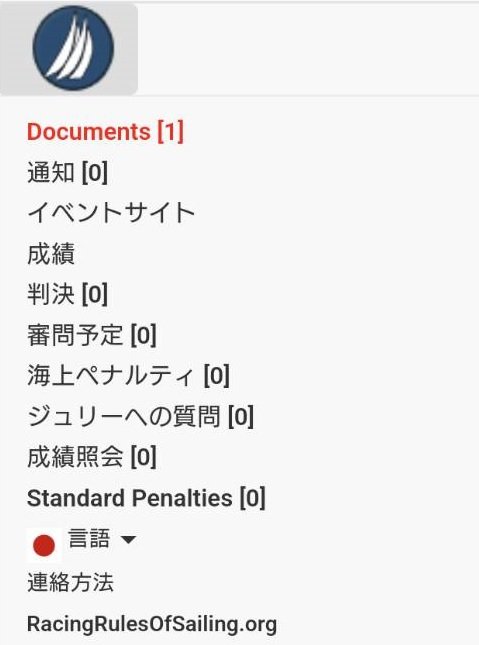 Documents [1]
通知 [0]
イベントサイト
成績
判決 [0]
審問予定 [0]
海上ペナルティ [0]
ジュリーへの質問 [0]
成績照会 [0]
Standard Penalties [0]
言語
連絡方法
RacingRulesOfSailing.org